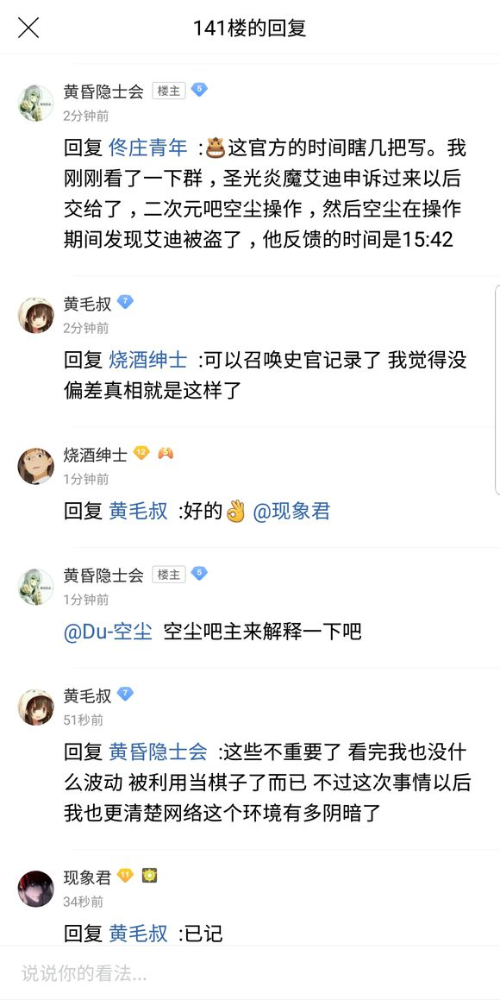 141楼的回复
黄昏隐士会 楼主 5
2分钟前
回复 佟庄青年 :这官方的时间瞎几把写。我
刚刚看了一下群，圣光炎魔艾迪申诉过来以后
交给了，二次元吧空尘操作，然后空尘在操作
期间发现艾迪被盗了，他反馈的时间是15:42
黄毛叔 7
2分钟前
回复 烧酒绅士 :可以召唤史官记录了 我觉得没
偏差真相就是这样了
烧酒绅士 12 5
1分钟前
回复 黄毛叔 :好的👌 @现象君
黄昏隐士会 楼主 5
1分钟前
@Du-空尘 空尘吧主来解释一下吧
黄毛叔 7
51秒前
回复 黄昏隐士会 :这些不重要了 看完我也没什
么波动 被利用当棋子了而已 不过这次事情以后
我也更清楚网络这个环境有多阴暗了
现象君 11
34秒前
回复 黄毛叔 :已记
说说你的看法...